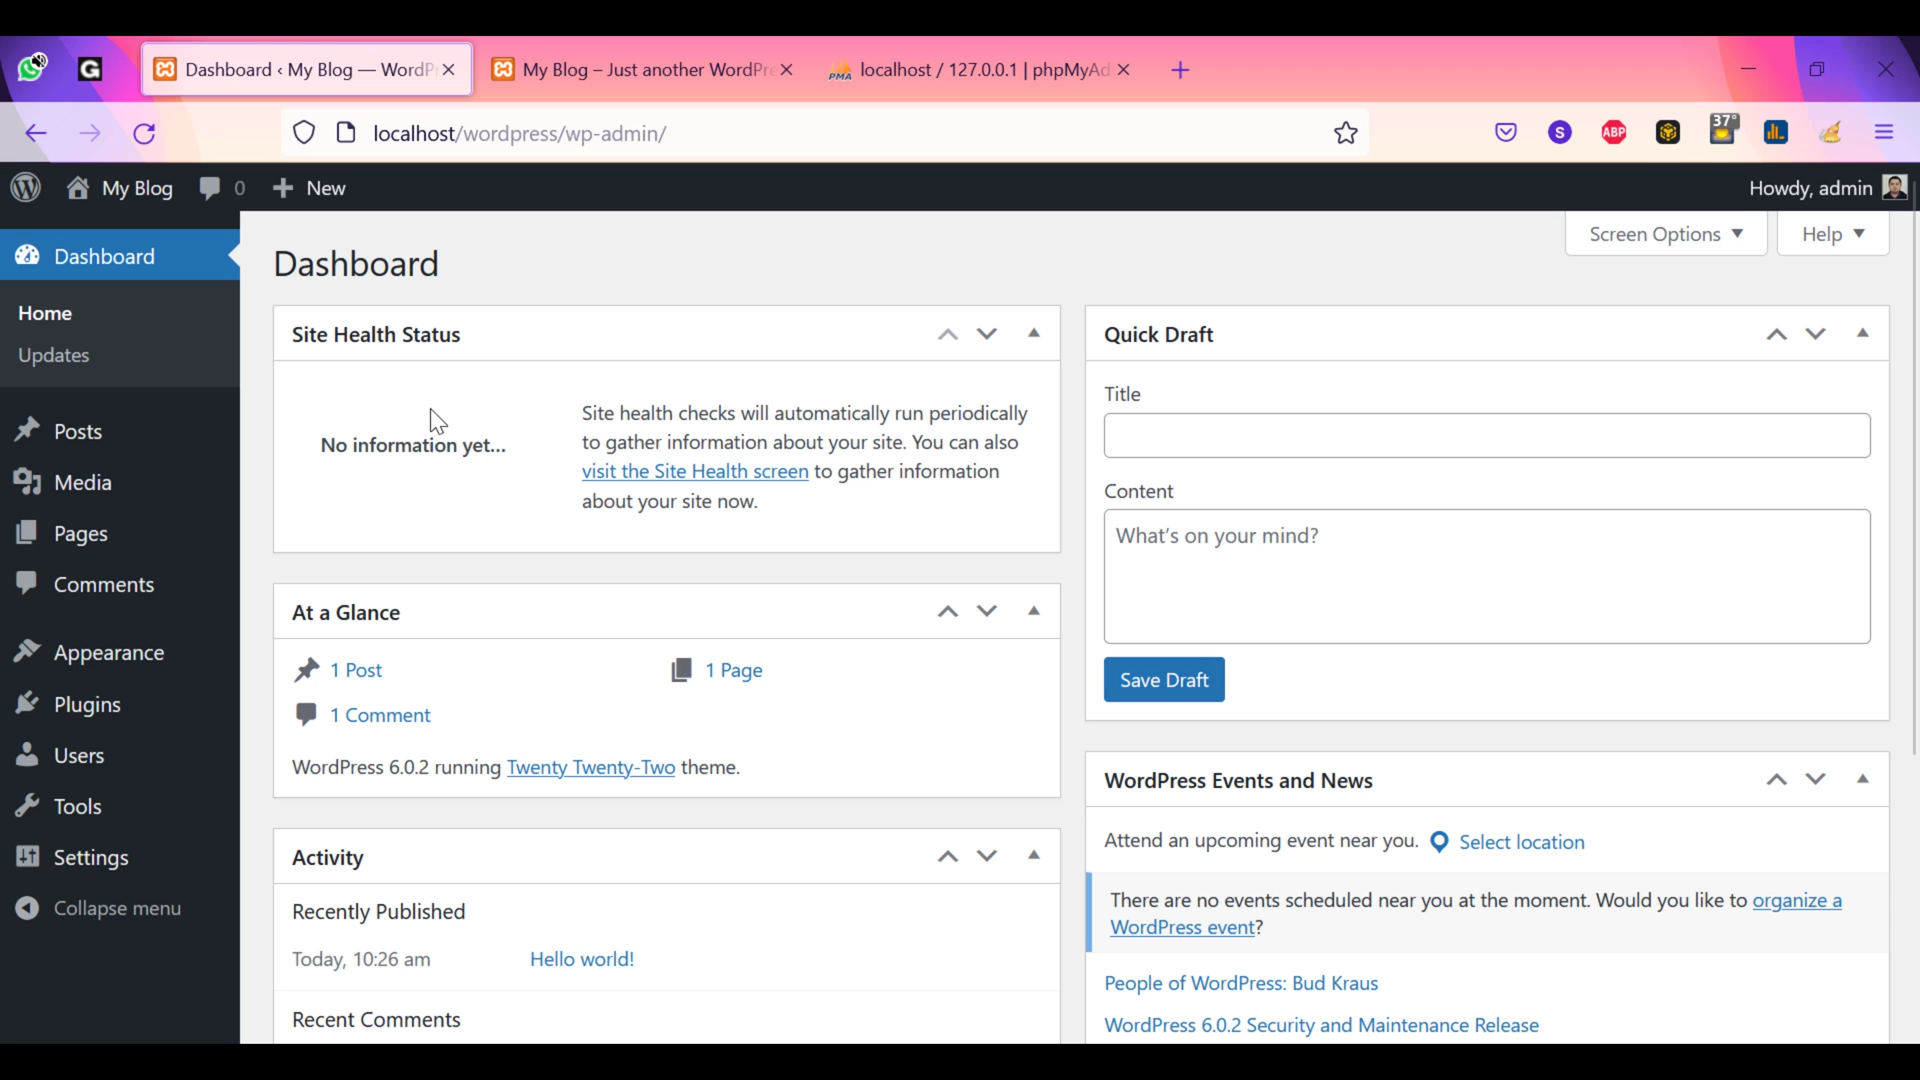 Dashboard ‹ My Blog — WordP
My Blog – Just another WordPre
PMA
localhost / 127.0.0.1 | phpMyAd
localhost/wordpress/wp-admin/
S
ABP
37°
My Blog
0
New
Howdy, admin
Dashboard
Home
Updates
Posts
Media
Pages
Comments
Appearance
Plugins
Users
Tools
Settings
Collapse menu
Screen Options
Help
Dashboard
Site Health Status
No information yet...
Site health checks will automatically run periodically
to gather information about your site. You can also
visit the Site Health screen to gather information
about your site now.
At a Glance
1 Post
1 Page
1 Comment
WordPress 6.0.2 running Twenty Twenty-Two theme.
Activity
Recently Published
Today, 10:26 am
Hello world!
Recent Comments
Quick Draft
Title
Content
What's on your mind?
Save Draft
WordPress Events and News
Attend an upcoming event near you.
Select location
There are no events scheduled near you at the moment. Would you like to organize a
WordPress event?
People of WordPress: Bud Kraus
WordPress 6.0.2 Security and Maintenance Release